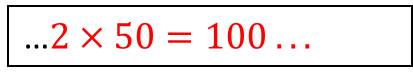 ...2 × 50 = 100 ...